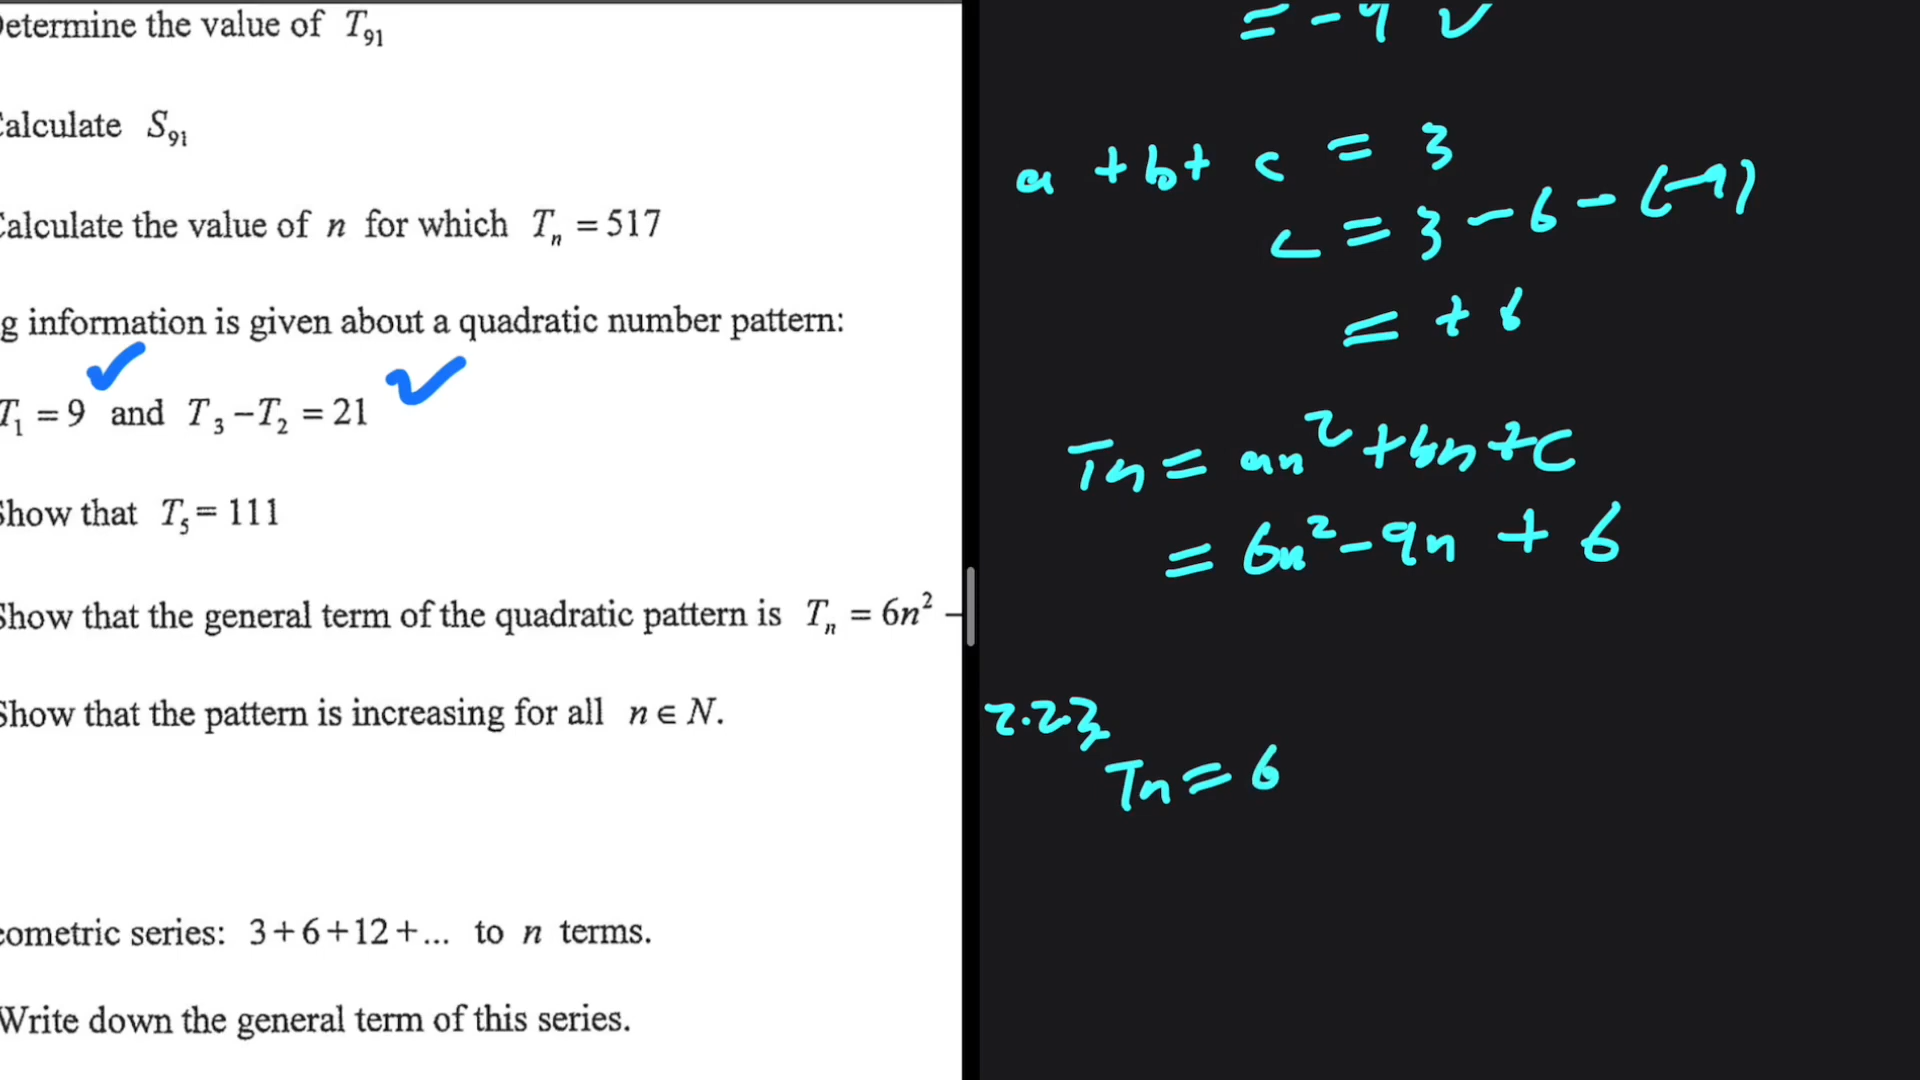 etermine the value of T₉₁
alculate S₉₁
alculate the value of n for which Tₙ = 517
g information is given about a quadratic number pattern:
T₁ = 9 and T₃ − T₂ = 21
Show that T₅ = 111
Show that the general term of the quadratic pattern is Tₙ = 6n² −
Show that the pattern is increasing for all n ∈ N.
eometric series: 3 + 6 + 12 + ... to n terms.
Write down the general term of this series.
= -9 ✓
a + b + c = 3
c = 3 - 6 - (-9)
= + 6
Tn = an² + bn + c
= 6n² - 9n + 6
2.2.3
Tn = 6